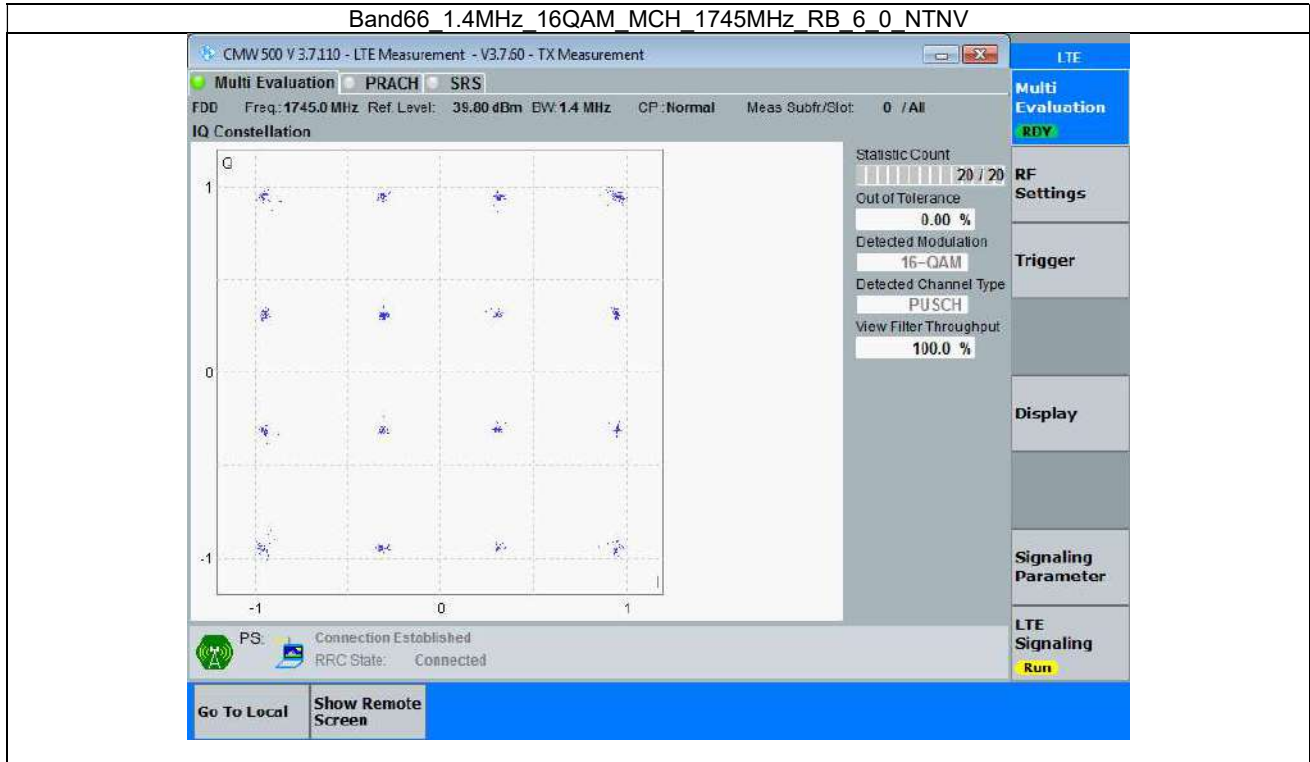 Band66_1.4MHz_16QAM_MCH_1745MHz_RB_6_0_NTNV
CMW 500 V 3.7.110 - LTE Measurement - V3.7.60 - TX Measurement
LTE
Multi Evaluation PRACH SRS
Multi
Evaluation
RDY
FDD Freq.: 1745.0 MHz Ref. Level: 39.80 dBm BW: 1.4 MHz CP : Normal Meas Subfr./Slot: 0 / All
IQ Constellation
Q
1
0
-1
-1 0 1
I
Statistic Count
20 / 20
Out of Tolerance
0.00 %
Detected Modulation
16-QAM
Detected Channel Type
PUSCH
View Filter Throughput
100.0 %
RF
Settings
Trigger
Display
Signaling
Parameter
LTE
Signaling
Run
PS: Connection Established
RRC State: Connected
Go To Local
Show Remote
Screen